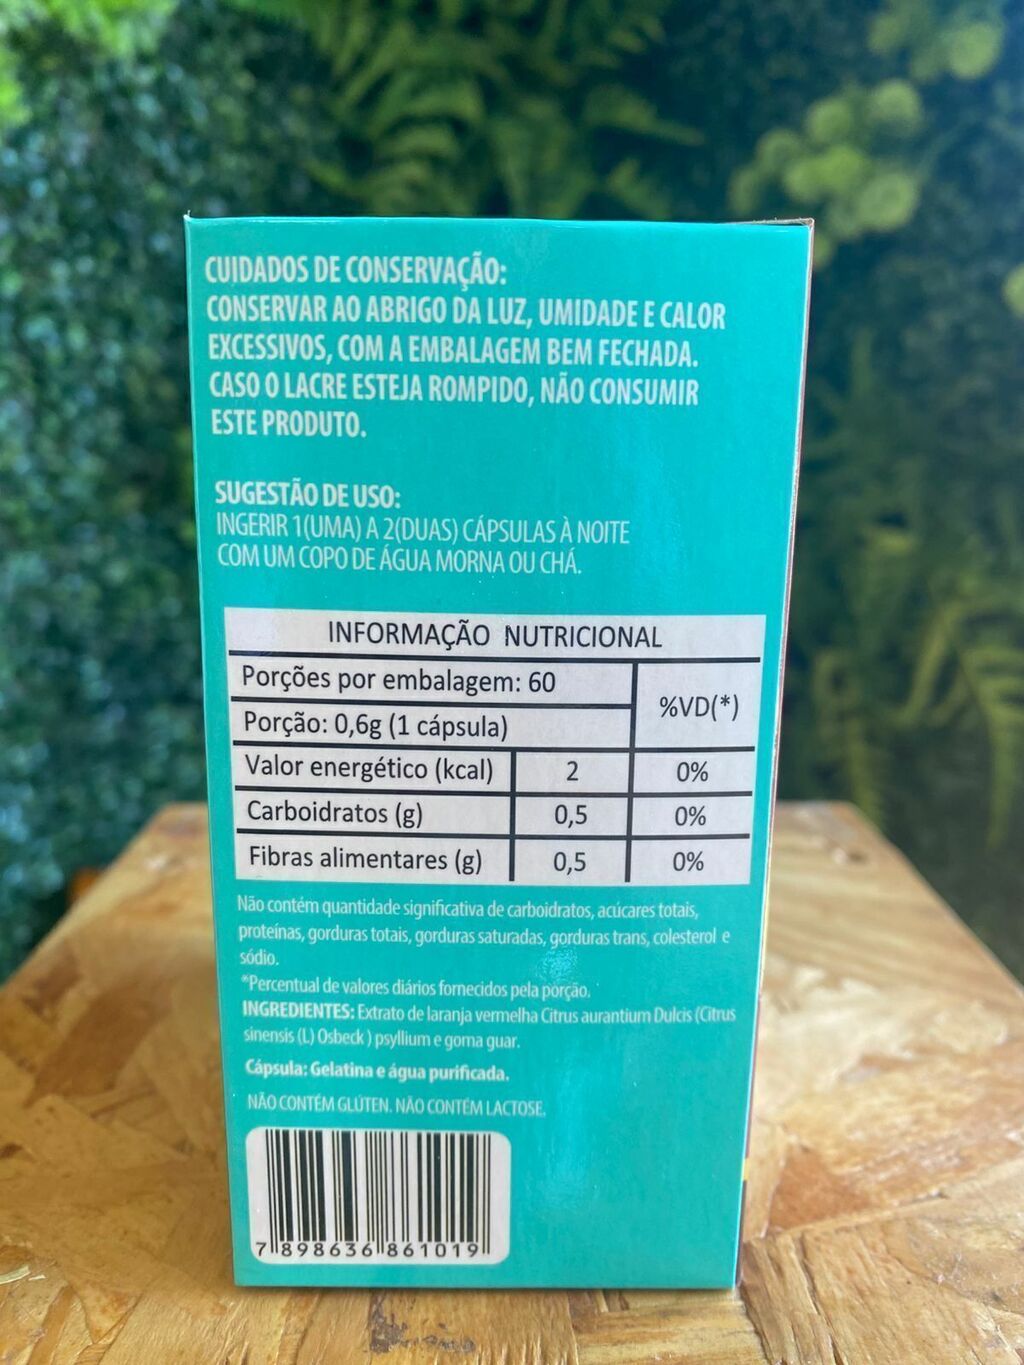 CUIDADOS DE CONSERVAÇÃO:
CONSERVAR AO ABRIGO DA LUZ, UMIDADE E CALOR
EXCESSIVOS, COM A EMBALAGEM BEM FECHADA.
CASO O LACRE ESTEJA ROMPIDO, NÃO CONSUMIR
ESTE PRODUTO.
SUGESTÃO DE USO:
INGERIR 1(UMA) A 2(DUAS) CÁPSULAS À NOITE
COM UM COPO DE ÁGUA MORNA OU CHÁ.
INFORMAÇÃO NUTRICIONAL
Porções por embalagem: 60
%VD(*)
Porção: 0,6g (1 cápsula)
Valor energético (kcal) 2 0%
Carboidratos (g) 0,5 0%
Fibras alimentares (g) 0,5 0%
Não contém quantidade significativa de carboidratos, acúcares totais,
proteínas, gorduras totais, gorduras saturadas, gorduras trans, colesterol e
sódio.
*Percentual de valores diários fornecidos pela porção.
INGREDIENTES: Extrato de laranja vermelha Citrus aurantium Dulcis (Citrus
sinensis (L) Osbeck ) psyllium e goma guar.
Cápsula: Gelatina e água purificada.
NÃO CONTÉM GLÚTEN. NÃO CONTÉM LACTOSE.
7 898636 861019